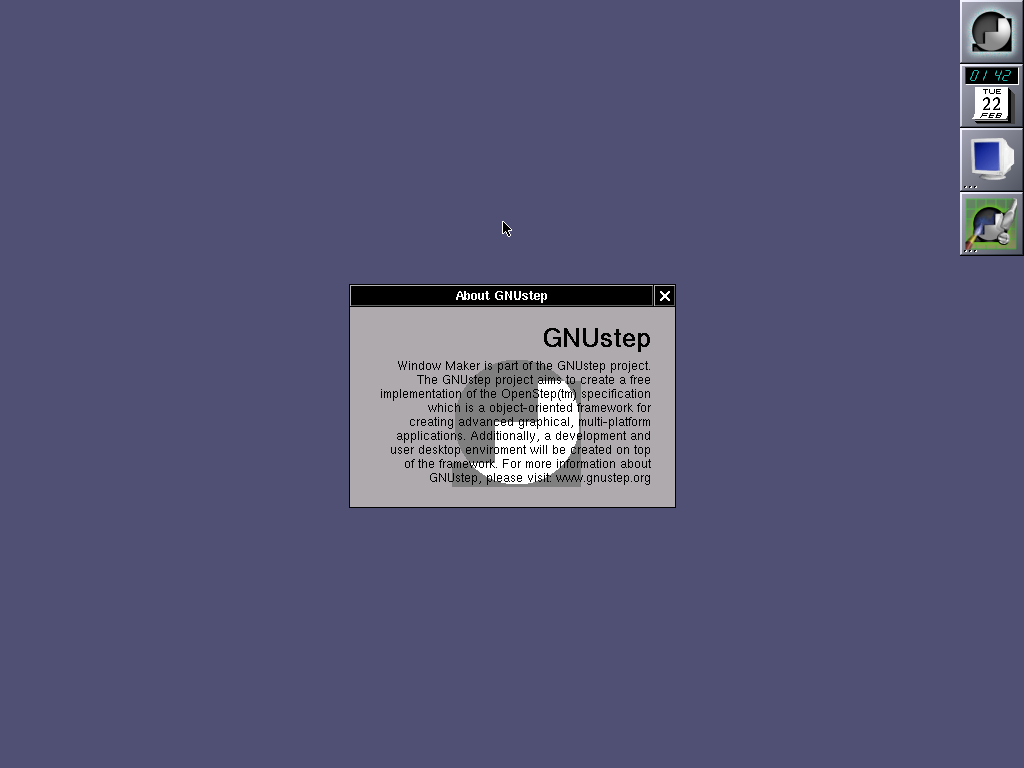 01:42
TUE
22
FEB
About GNUstep
GNUstep
Window Maker is part of the GNUstep project.
The GNUstep project aims to create a free
implementation of the OpenStep(tm) specification
which is a object-oriented framework for
creating advanced graphical, multi-platform
applications. Additionally, a development and
user desktop enviroment will be created on top
of the framework. For more information about
GNUstep, please visit: www.gnustep.org